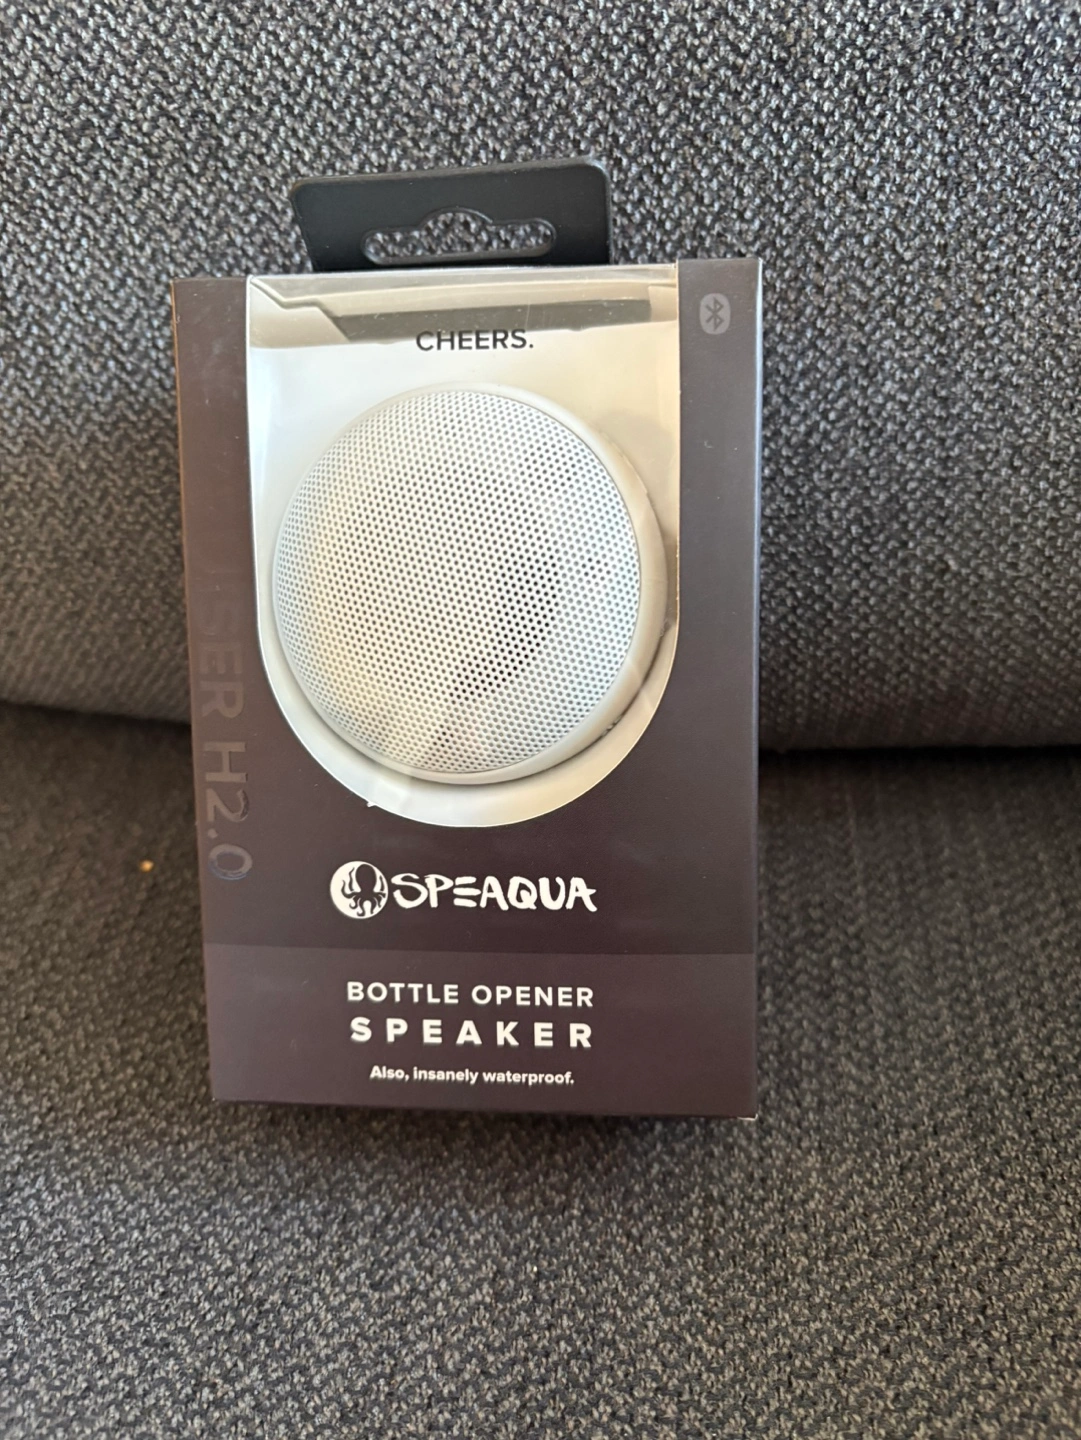 CHEERS.
SER H2.0
SPEAQUA
BOTTLE OPENER
SPEAKER
Also, insanely waterproof.